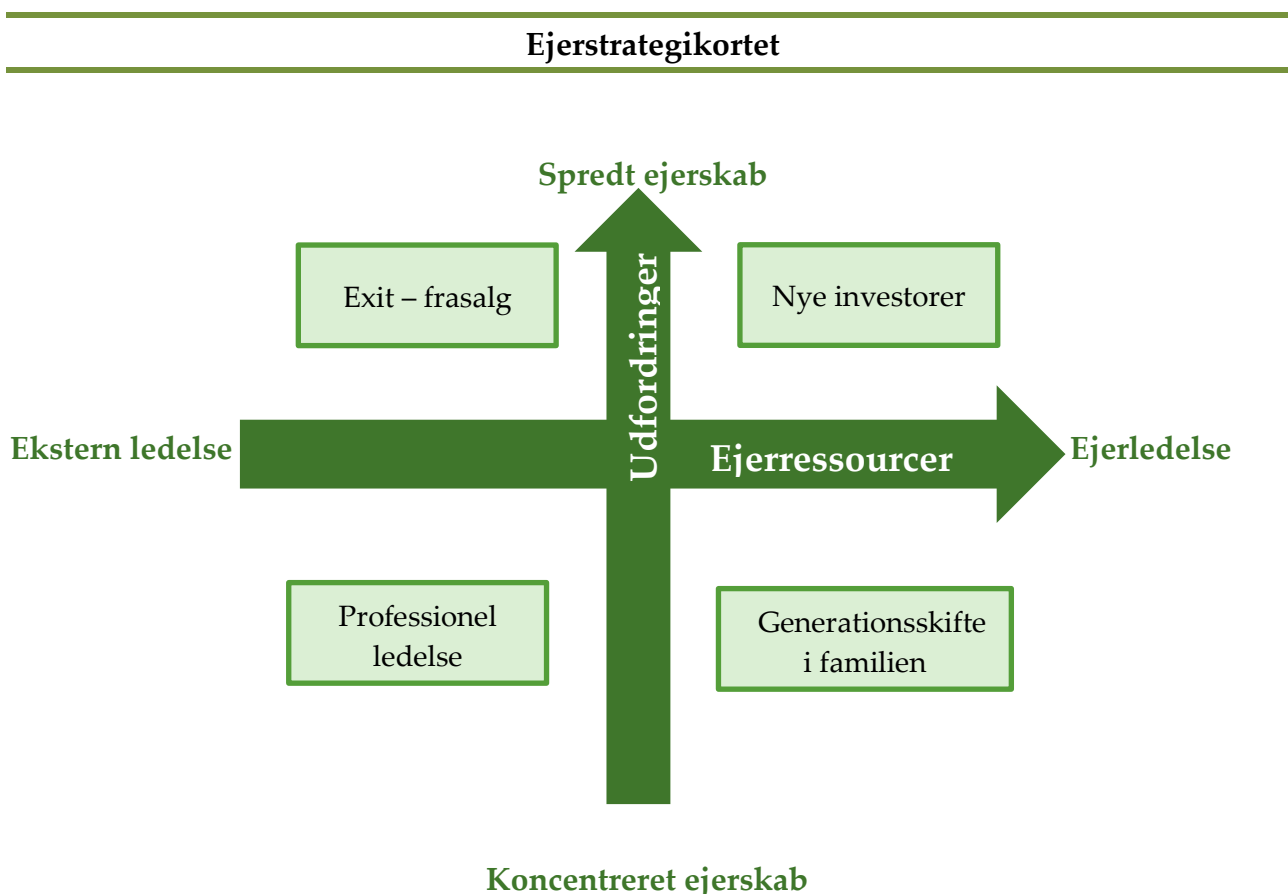 Ejerstrategikortet
Spredt ejerskab
Exit – frasalg
Udfordringer
Nye investorer
Ekstern ledelse
Ejerressourcer
Ejerledelse
Professionel
ledelse
Generationsskifte
i familien
Koncentreret ejerskab